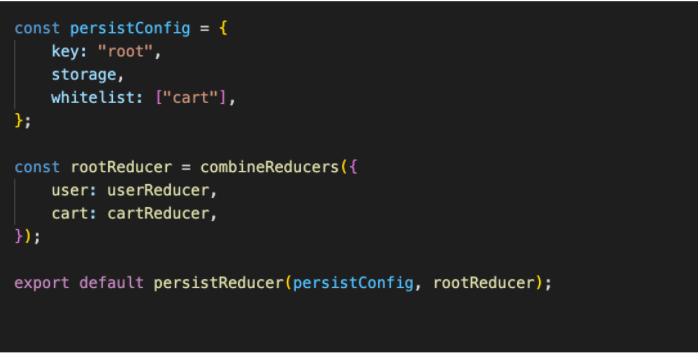 const persistConfig = {
    key: "root",
    storage,
    whitelist: ["cart"],
};
const rootReducer = combineReducers({
    user: userReducer,
    cart: cartReducer,
});
export default persistReducer(persistConfig, rootReducer);